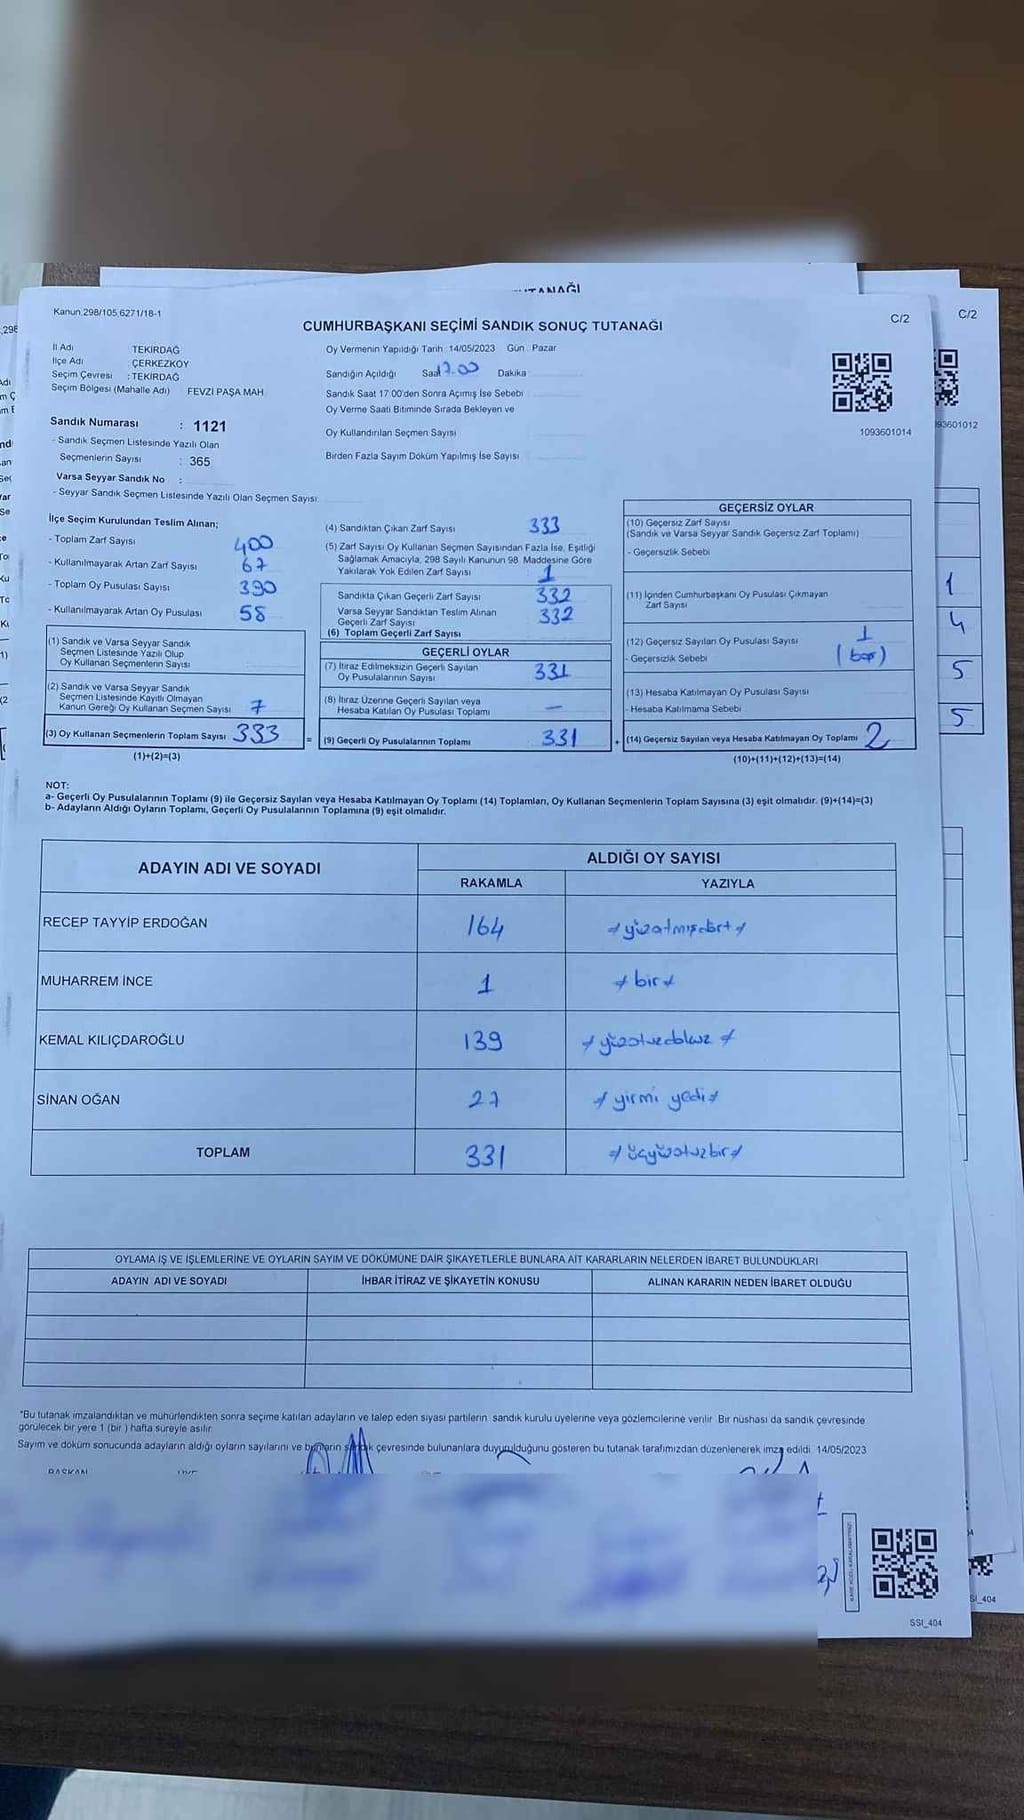 TUTANAĞI
Kanun,298/105,6271/18-1
C/2
C/2
CUMHURBAŞKANI SEÇİMİ SANDIK SONUÇ TUTANAĞI
İl Adı TEKİRDAĞ
İlçe Adı ÇERKEZKÖY
Seçim Çevresi : TEKİRDAĞ
Seçim Bölgesi (Mahalle Adı) FEVZİ PAŞA MAH.
Oy Vermenin Yapıldığı Tarih :14/05/2023 Gün : Pazar
Sandığın Açıldığı Saat 17.00 Dakika
Sandık Saat 17:00'den Sonra Açımış İse Sebebi
Oy Verme Saati Bitiminde Sırada Bekleyen ve
Oy Kullandırılan Seçmen Sayısı
Birden Fazla Sayım Döküm Yapılmış İse Sayısı
1093601014
93601012
Sandık Numarası : 1121
- Sandık Seçmen Listesinde Yazılı Olan
Seçmenlerin Sayısı : 365
Varsa Seyyar Sandık No :
- Seyyar Sandık Seçmen Listesinde Yazılı Olan Seçmen Sayısı:
İlçe Seçim Kurulundan Teslim Alınan;
- Toplam Zarf Sayısı 400
- Kullanılmayarak Artan Zarf Sayısı 67
- Toplam Oy Pusulası Sayısı 390
- Kullanılmayarak Artan Oy Pusulası 58
(1) Sandık ve Varsa Seyyar Sandık
Seçmen Listesinde Yazılı Olup
Oy Kullanan Seçmenlerin Sayısı
(2) Sandık ve Varsa Seyyar Sandık
Seçmen Listesinde Kayıtlı Olmayan
Kanun Gereği Oy Kullanan Seçmen Sayısı 7
(3) Oy Kullanan Seçmenlerin Toplam Sayısı 333 =
(1)+(2)=(3)
(4) Sandıktan Çıkan Zarf Sayısı 333
(5) Zarf Sayısı Oy Kullanan Seçmen Sayısından Fazla İse, Eşitliği
Sağlamak Amacıyla, 298 Sayılı Kanunun 98. Maddesine Göre
Yakılarak Yok Edilen Zarf Sayısı 1
Sandıkta Çıkan Geçerli Zarf Sayısı 332
Varsa Seyyar Sandıktan Teslim Alınan 332
Geçerli Zarf Sayısı
(6) Toplam Geçerli Zarf Sayısı
GEÇERLİ OYLAR
(7) İtiraz Edilmeksizin Geçerli Sayılan
Oy Pusulalarının Sayısı 331
(8) İtiraz Üzerine Geçerli Sayılan veya
Hesaba Katılan Oy Pusulası Toplamı -
(9) Geçerli Oy Pusulalarının Toplamı 331 +
GEÇERSİZ OYLAR
(10) Geçersiz Zarf Sayısı
(Sandık ve Varsa Seyyar Sandık Geçersiz Zarf Toplamı)
- Geçersizlik Sebebi
(11) İçinden Cumhurbaşkanı Oy Pusulası Çıkmayan
Zarf Sayısı
(12) Geçersiz Sayılan Oy Pusulası Sayısı 1
- Geçersizlik Sebebi (boş)
(13) Hesaba Katılmayan Oy Pusulası Sayısı
- Hesaba Katılmama Sebebi
(14) Geçersiz Sayılan veya Hesaba Katılmayan Oy Toplamı 2
(10)+(11)+(12)+(13)=(14)
1
4
5
5
NOT:
a- Geçerli Oy Pusulalarının Toplamı (9) ile Geçersiz Sayılan veya Hesaba Katılmayan Oy Toplamı (14) Toplamları, Oy Kullanan Seçmenlerin Toplam Sayısına (3) eşit olmalıdır. (9)+(14)=(3)
b- Adayların Aldığı Oyların Toplamı, Geçerli Oy Pusulalarının Toplamına (9) eşit olmalıdır.
ADAYIN ADI VE SOYADI ALDIĞI OY SAYISI
RAKAMLA YAZIYLA
RECEP TAYYİP ERDOĞAN 164 yüzatmışdört
MUHARREM İNCE 1 bir
KEMAL KILIÇDAROĞLU 139 yüzotuzdokuz
SİNAN OĞAN 27 yirmi yedi
TOPLAM 331 üçyüzotuzbir
OYLAMA İŞ VE İŞLEMLERİNE VE OYLARIN SAYIM VE DÖKÜMÜNE DAİR ŞİKAYETLERLE BUNLARA AİT KARARLARIN NELERDEN İBARET BULUNDUKLARI
ADAYIN ADI VE SOYADI İHBAR İTİRAZ VE ŞİKAYETİN KONUSU ALINAN KARARIN NEDEN İBARET OLDUĞU
*Bu tutanak imzalandıktan ve mühürlendikten sonra seçime katılan adayların ve talep eden siyasi partilerin sandık kurulu üyelerine veya gözlemcilerine verilir. Bir nüshası da sandık çevresinde
görülecek bir yere 1 (bir ) hafta süreyle asılır.
Sayım ve döküm sonucunda adayların aldığı oyların sayılarını ve bunların sandık çevresinde bulunanlara duyurulduğunu gösteren bu tutanak tarafımızdan düzenlenerek imza edildi. 14/05/2023
BAŞKAN ÜYE
SSI_404
SI_404